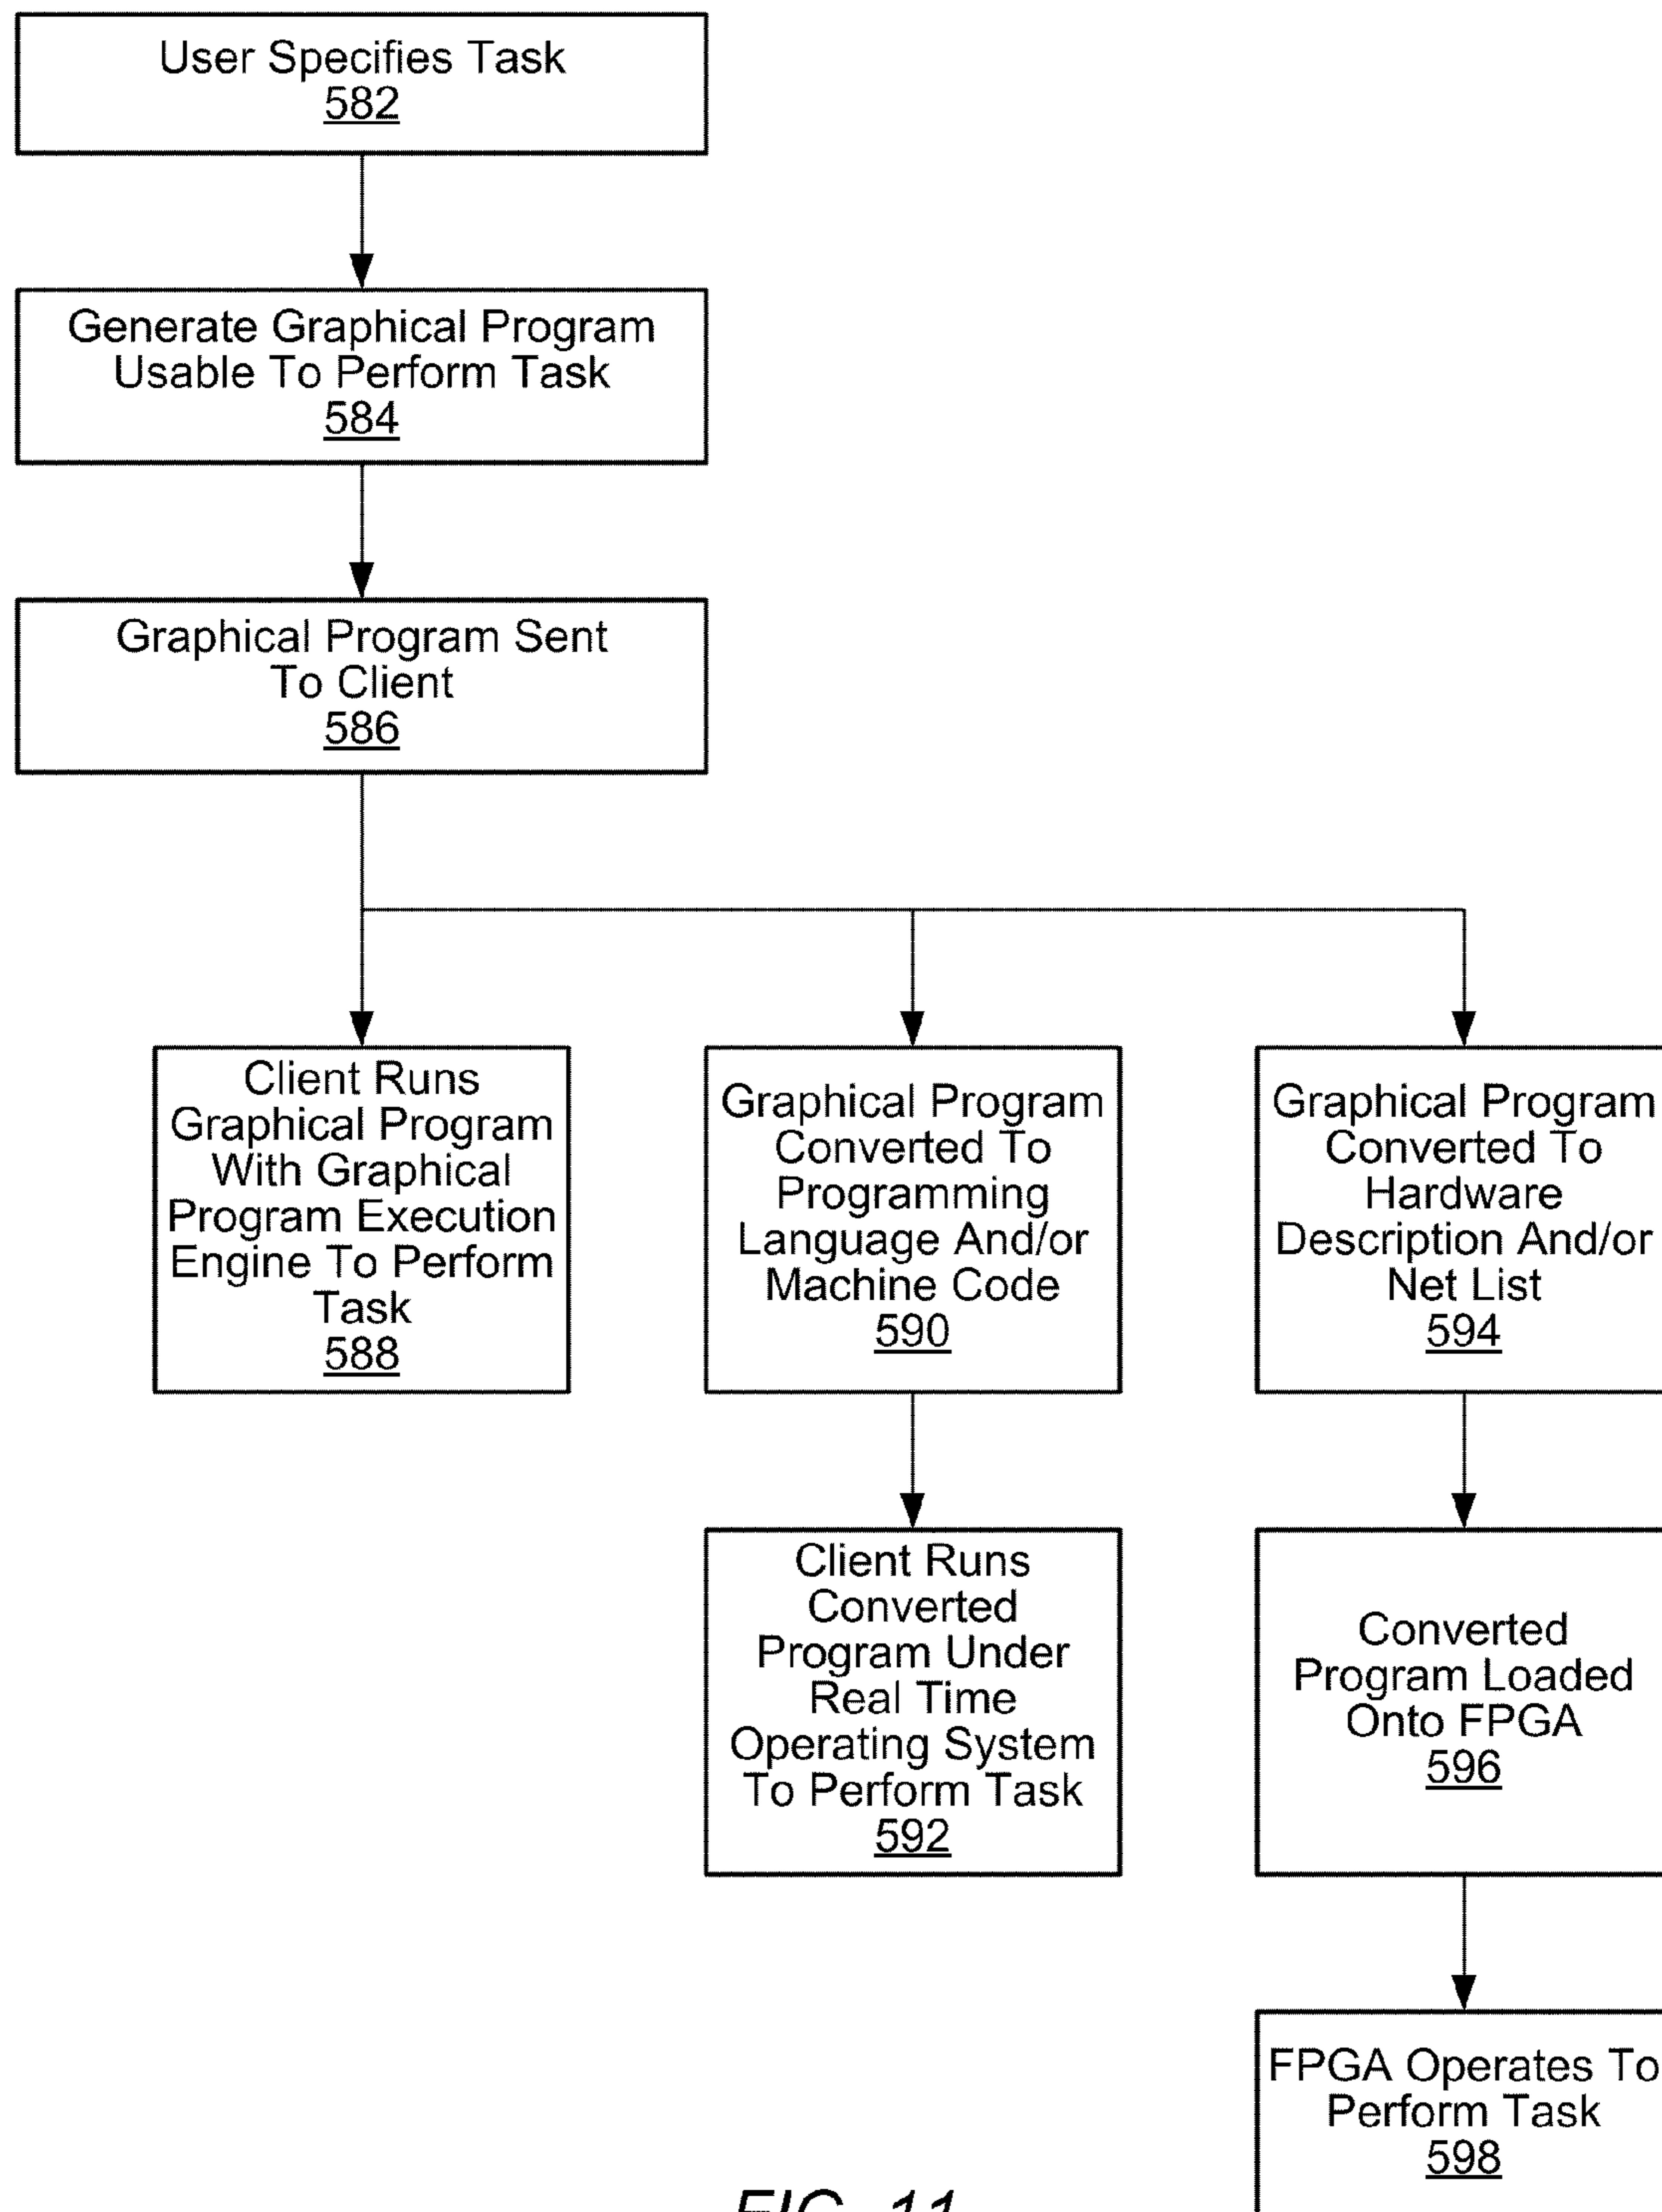 User Specifies Task
582
Generate Graphical Program
Usable To Perform Task
584
Graphical Program Sent
To Client
586
Client Runs
Graphical Program
With Graphical
Program Execution
Engine To Perform
Task
588
Graphical Program
Converted To
Programming
Language And/or
Machine Code
590
Graphical Program
Converted To
Hardware
Description And/or
Net List
594
Client Runs
Converted
Program Under
Real Time
Operating System
To Perform Task
592
Converted
Program Loaded
Onto FPGA
596
FPGA Operates To
Perform Task
598
FIG. 11